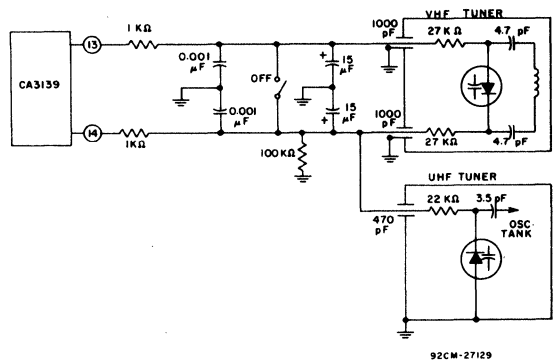 VHF TUNER
1 KΩ
1000
pF
27 KΩ
4.7 pF
13
0.001
μF
+
15
μF
CA3139
OFF
0.001
μF
+
15
μF
1000
pF
14
1KΩ
27 KΩ
4.7 pF
100 KΩ
UHF TUNER
22 KΩ
3.5 pF
470
pF
OSC
TANK
92CM-27129